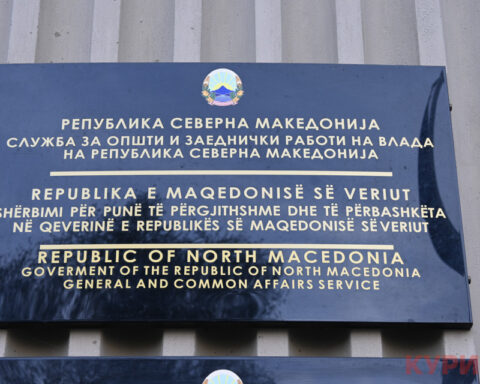 РЕПУБЛИКА СЕВЕРНА МАКЕДОНИЈА
СЛУЖБА ЗА ОПШТИ И ЗАЕДНИЧКИ РАБОТИ НА ВЛАДА
НА РЕПУБЛИКА СЕВЕРНА МАКЕДОНИЈА
REPUBLIKA E MAQEDONISË SË VERIUT
SHËRBIMI PËR PUNË TË PËRGJITHSHME DHE TË PËRBASHKËTA
NË QEVERINË E REPUBLIKËS SË MAQEDONISË SË VERIUT
REPUBLIC OF NORTH MACEDONIA
GOVERMENT OF THE REPUBLIC OF NORTH MACEDONIA
GENERAL AND COMMON AFFAIRS SERVICE
КУРИ